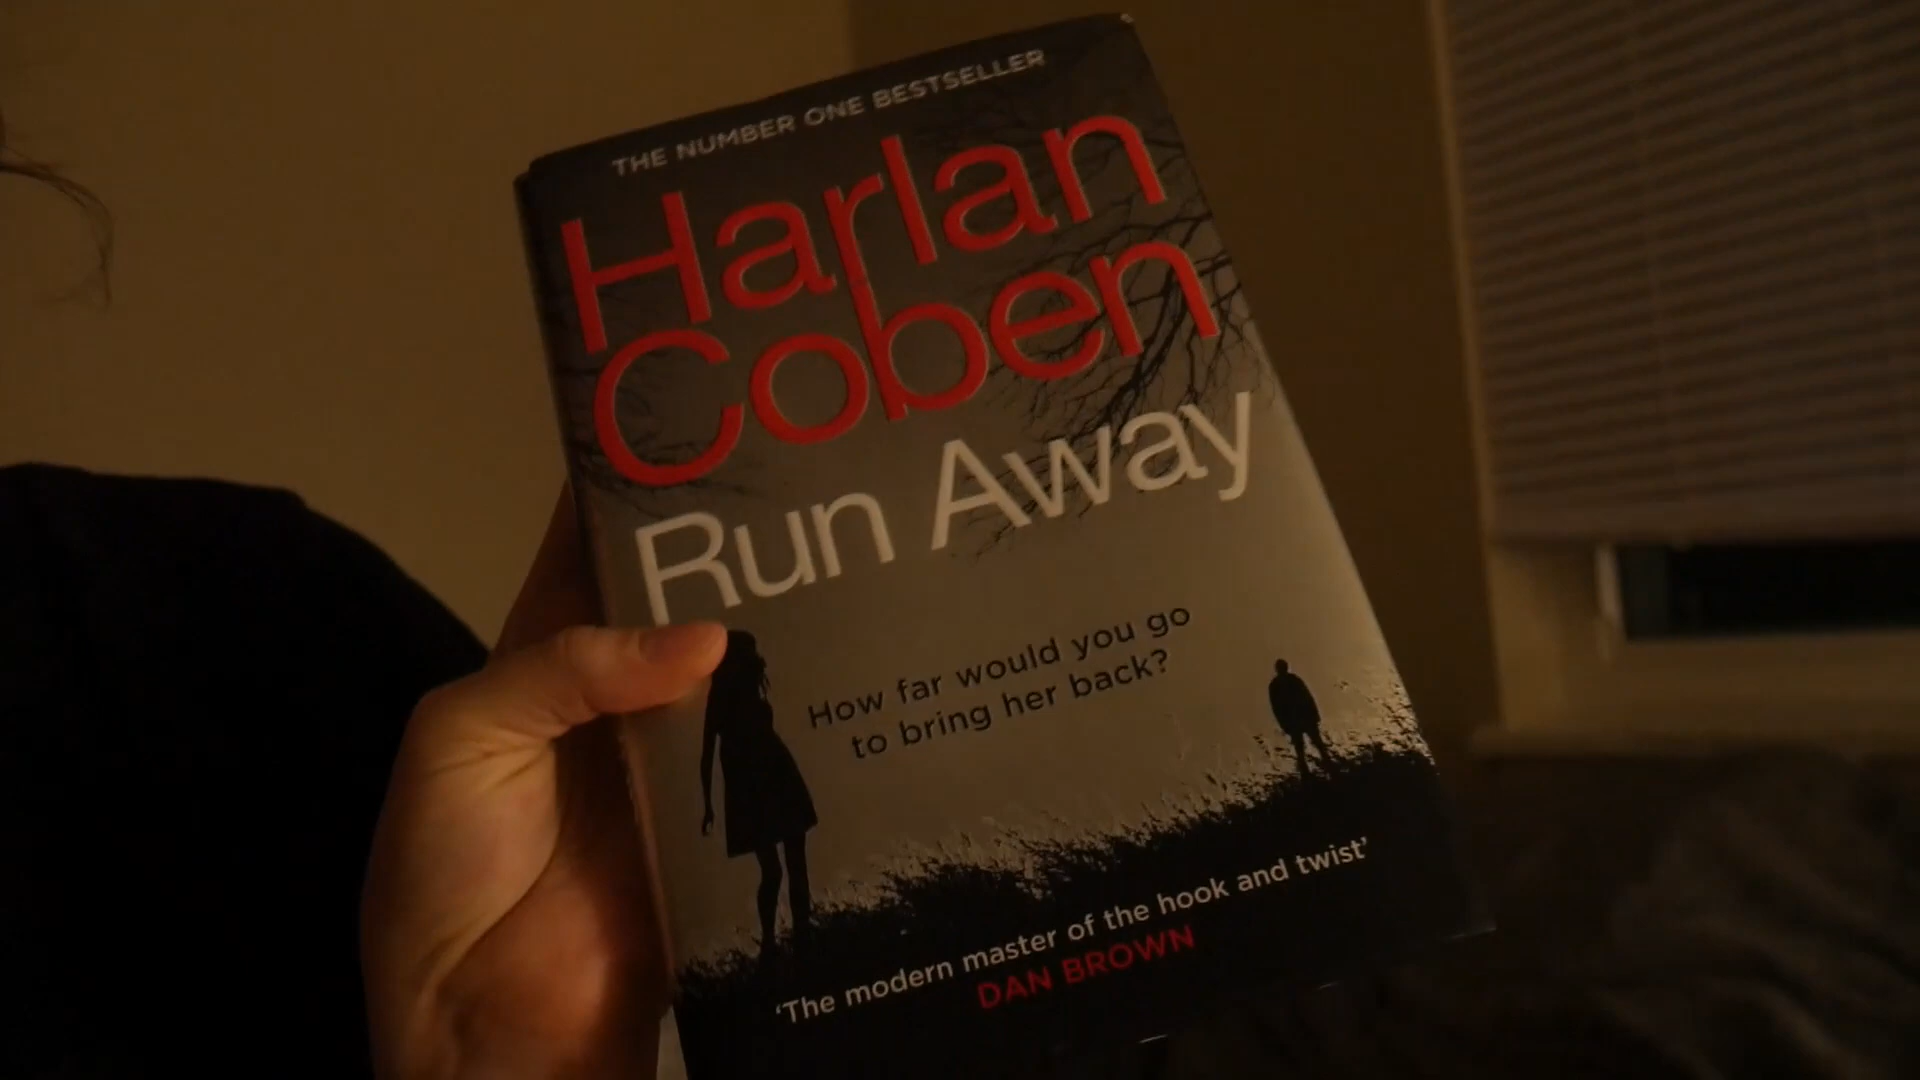 THE NUMBER ONE BESTSELLER
Harlan
Coben
Run Away
How far would you go
to bring her back?
‘The modern master of the hook and twist’
DAN BROWN